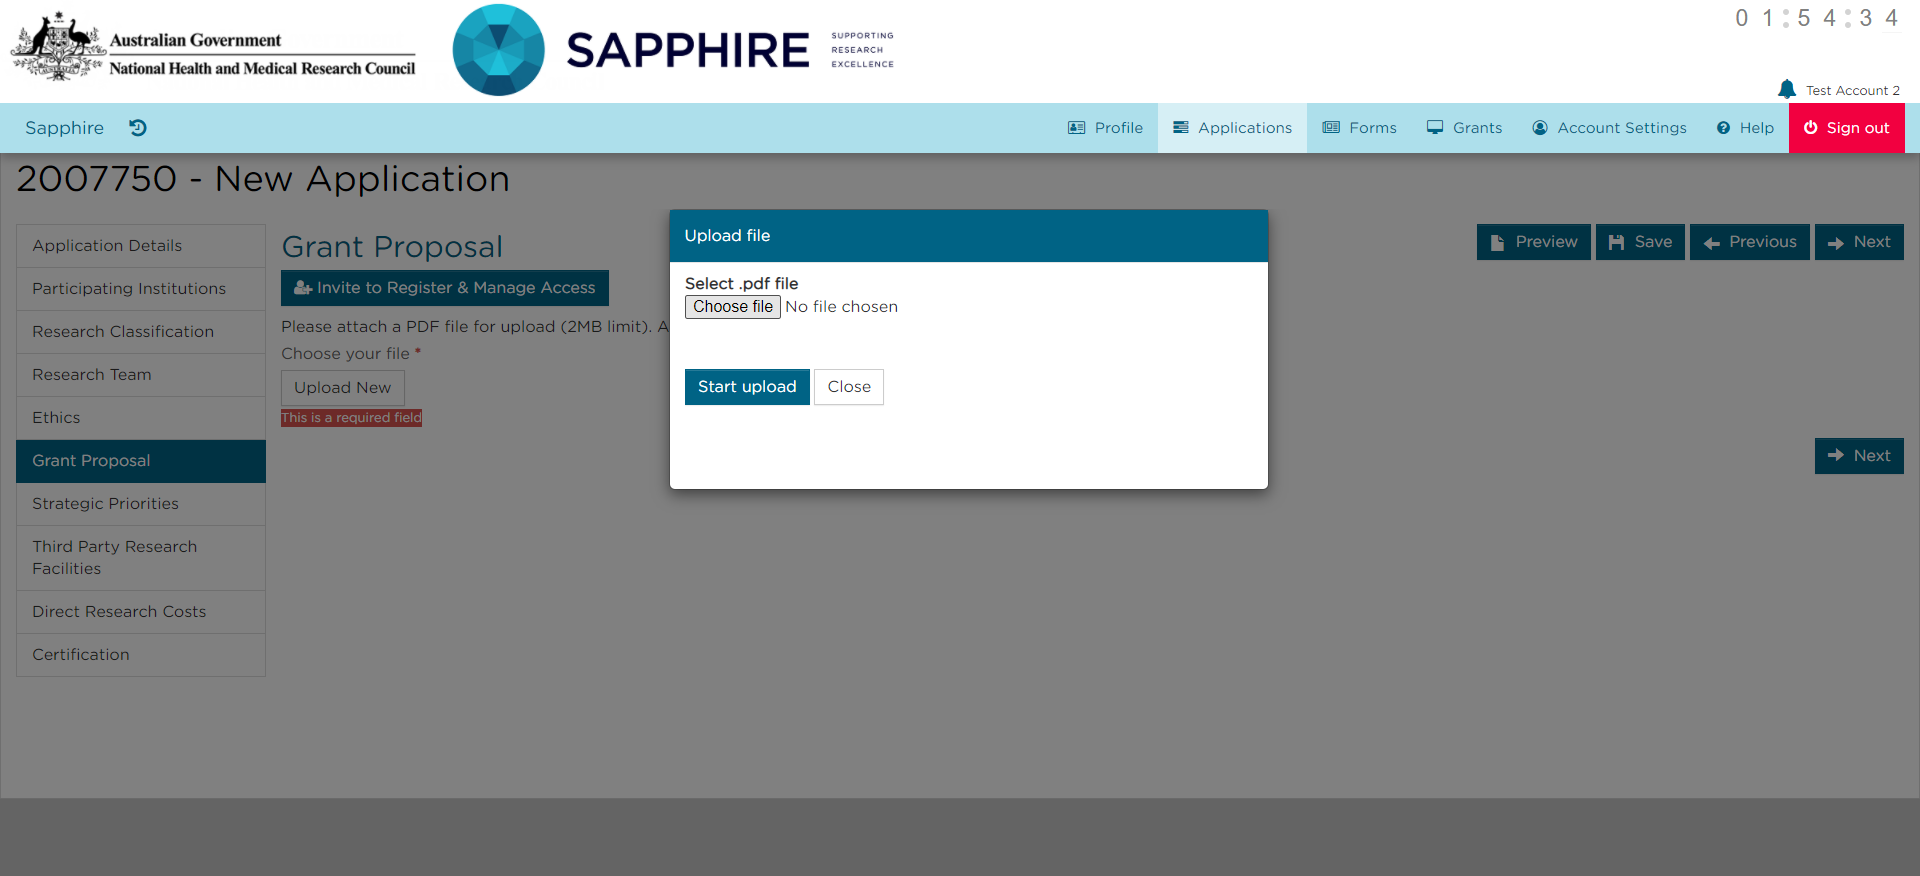 Australian Government
National Health and Medical Research Council
SAPPHIRE
SUPPORTING
RESEARCH
EXCELLENCE
01:54:34
Test Account 2
Sapphire
Profile
Applications
Forms
Grants
Account Settings
Help
Sign out
2007750 - New Application
Application Details
Participating Institutions
Research Classification
Research Team
Ethics
Grant Proposal
Strategic Priorities
Third Party Research
Facilities
Direct Research Costs
Certification
Grant Proposal
Invite to Register & Manage Access
Please attach a PDF file for upload (2MB limit). A
Choose your file *
Upload New
This is a required field
Upload file
Select .pdf file
Choose file No file chosen
Start upload
Close
Preview
Save
Previous
Next
Next